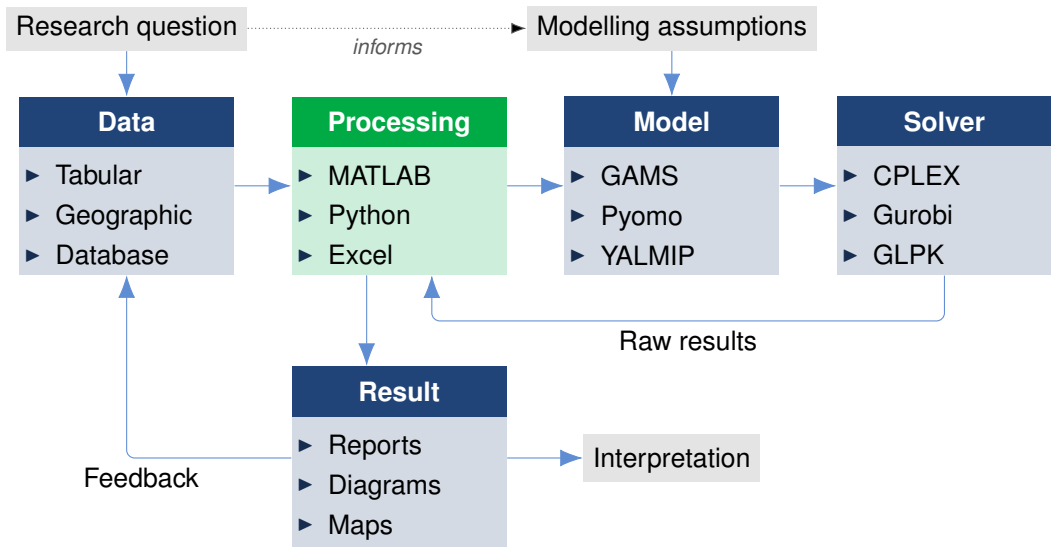 Research question
informs
Modelling assumptions
Data
Tabular
Geographic
Database
Processing
MATLAB
Python
Excel
Model
GAMS
Pyomo
YALMIP
Solver
CPLEX
Gurobi
GLPK
Raw results
Result
Reports
Diagrams
Maps
Feedback
Interpretation